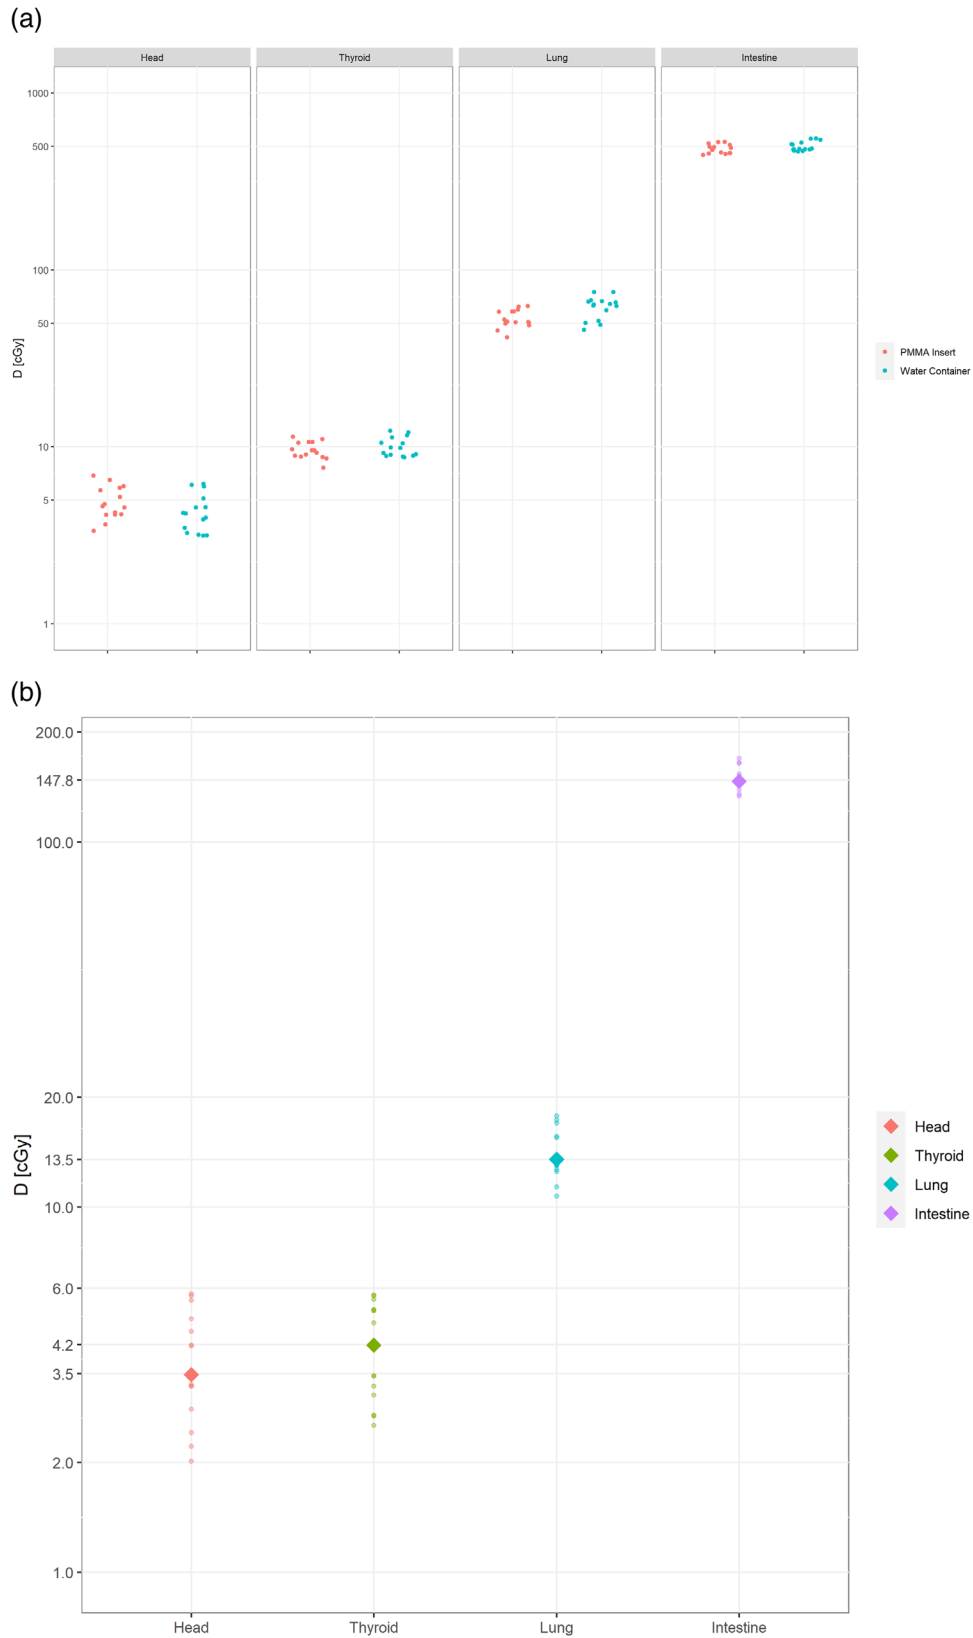 (a)
Head Thyroid Lung Intestine
1000
500
100
50
10
5
1
D [cGy]
PMMA Insert
Water Container
(b)
200.0
147.8
100.0
20.0
13.5
10.0
6.0
4.2
3.5
2.0
1.0
D [cGy]
Head
Thyroid
Lung
Intestine
Head Thyroid Lung Intestine